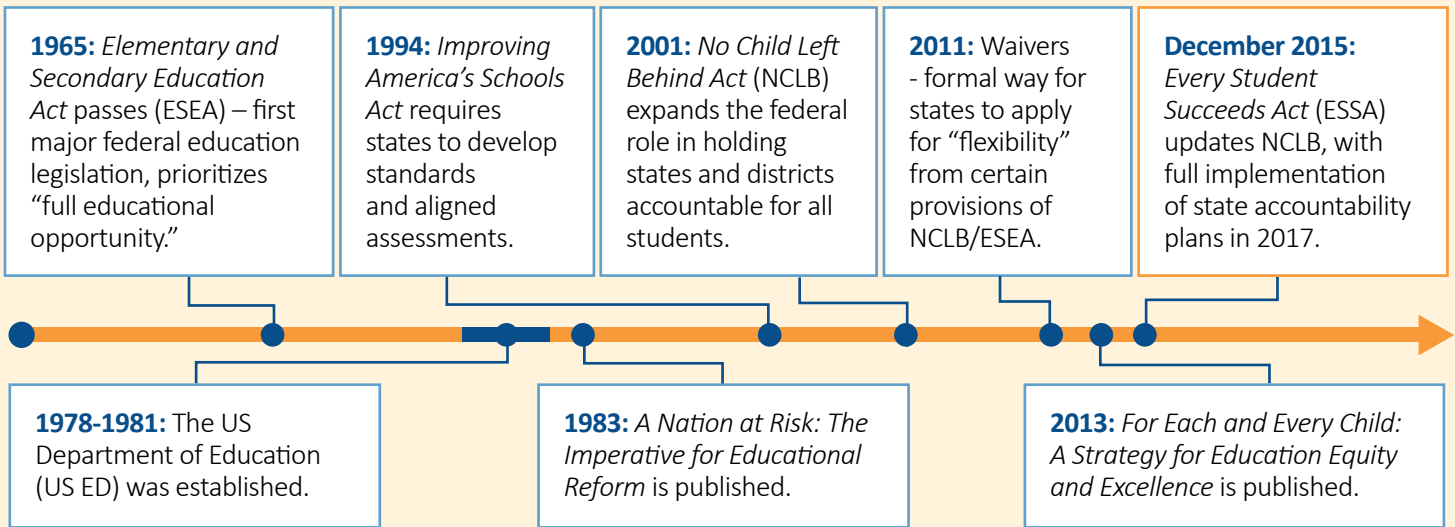 1965: Elementary and
Secondary Education
Act passes (ESEA) – first
major federal education
legislation, prioritizes
“full educational
opportunity.”
1994: Improving
America’s Schools
Act requires
states to develop
standards
and aligned
assessments.
2001: No Child Left
Behind Act (NCLB)
expands the federal
role in holding
states and districts
accountable for all
students.
2011: Waivers
- formal way for
states to apply
for “flexibility”
from certain
provisions of
NCLB/ESEA.
December 2015:
Every Student
Succeeds Act (ESSA)
updates NCLB, with
full implementation
of state accountability
plans in 2017.
1978-1981: The US
Department of Education
(US ED) was established.
1983: A Nation at Risk: The
Imperative for Educational
Reform is published.
2013: For Each and Every Child:
A Strategy for Education Equity
and Excellence is published.